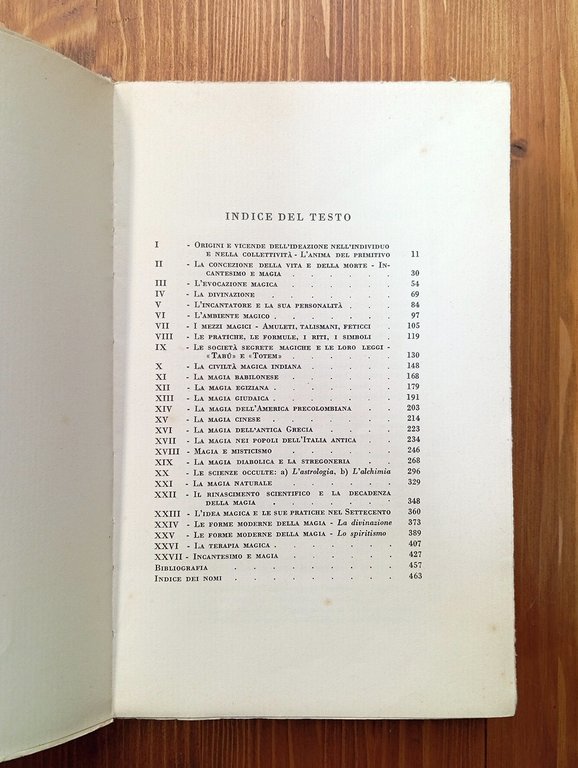 INDICE DEL TESTO
I - Origini e vicende dell'ideazione nell'individuo
e nella collettività - L'anima del primitivo 11
II - La concezione della vita e della morte - In-
cantesimo e magia . . . . . . . 30
III - L'evocazione magica . . . . . . . 54
IV - La divinazione . . . . . . . . 69
V - L'incantatore e la sua personalità . . . . 84
VI - L'ambiente magico . . . . . . . 97
VII - I mezzi magici - Amuleti, talismani, feticci . . 105
VIII - Le pratiche, le formule, i riti, i simboli . . 119
IX - Le società segrete magiche e le loro leggi -
«Tabù» e «Totem» . . . . . . . 130
X - La civiltà magica indiana . . . . . 148
XI - La magia babilonese . . . . . . 168
XII - La magia egiziana . . . . . . . 179
XIII - La magia giudaica . . . . . . . 191
XIV - La magia dell'America precolombiana . . . 203
XV - La magia cinese . . . . . . . 214
XVI - La magia dell'antica Grecia . . . . . 223
XVII - La magia nei popoli dell'Italia antica . . . 234
XVIII - Magia e misticismo . . . . . . . 246
XIX - La magia diabolica e la stregoneria . . . 268
XX - Le scienze occulte: a) L'astrologia, b) L'alchimia 296
XXI - La magia naturale . . . . . . . 329
XXII - Il rinascimento scientifico e la decadenza
della magia . . . . . . . . 348
XXIII - L'idea magica e le sue pratiche nel Settecento 360
XXIV - Le forme moderne della magia - La divinazione 373
XXV - Le forme moderne della magia - Lo spiritismo 389
XXVI - La terapia magica . . . . . . . 407
XXVII - Incantesimo e magia . . . . . . 427
Bibliografia . . . . . . . . . 457
Indice dei nomi . . . . . . . . 463